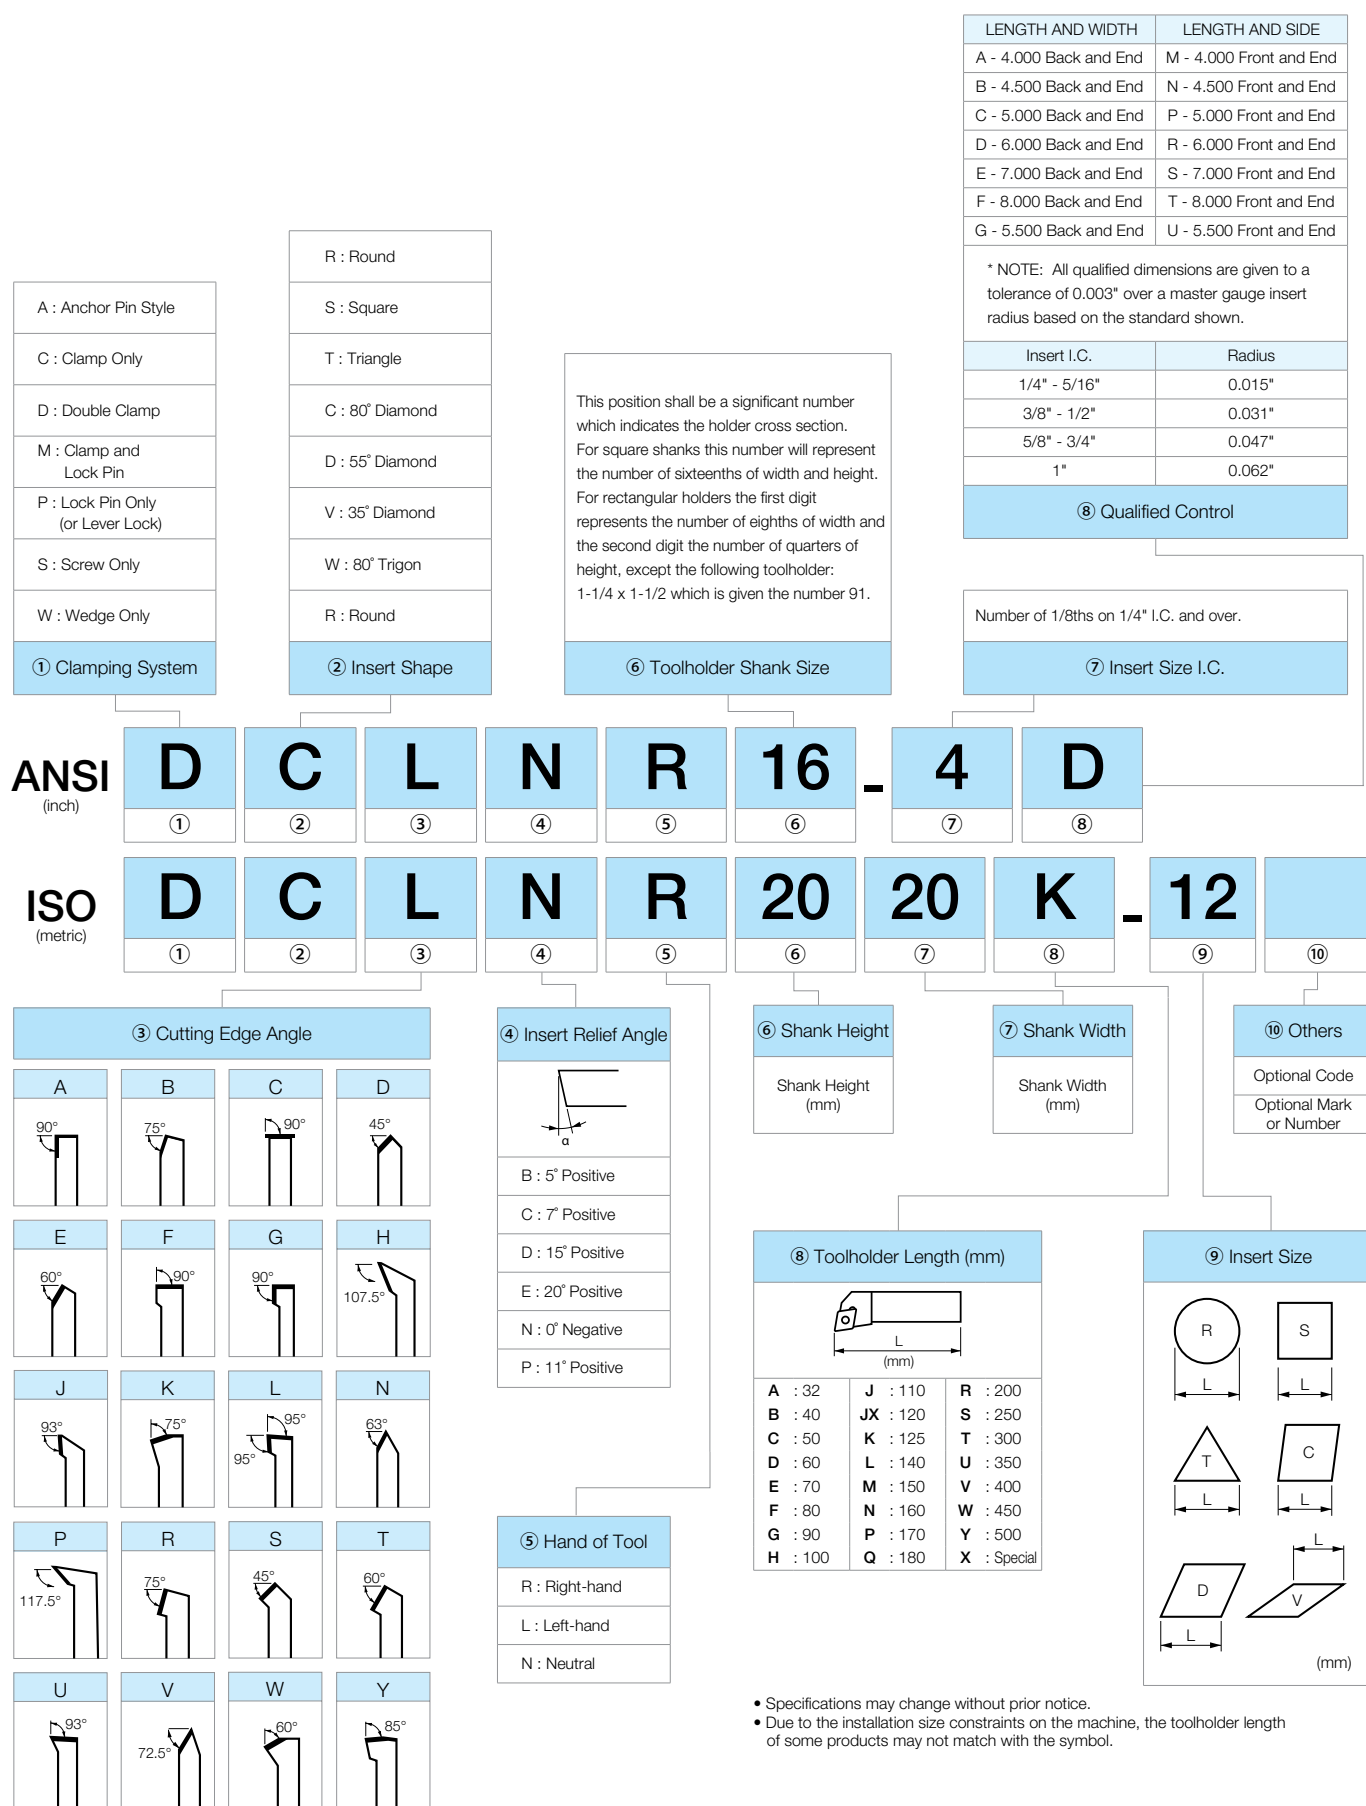 LENGTH AND WIDTH LENGTH AND SIDE
A - 4.000 Back and End M - 4.000 Front and End
B - 4.500 Back and End N - 4.500 Front and End
C - 5.000 Back and End P - 5.000 Front and End
D - 6.000 Back and End R - 6.000 Front and End
E - 7.000 Back and End S - 7.000 Front and End
F - 8.000 Back and End T - 8.000 Front and End
G - 5.500 Back and End U - 5.500 Front and End
* NOTE: All qualified dimensions are given to a
tolerance of 0.003" over a master gauge insert
radius based on the standard shown.
Insert I.C. Radius
1/4" - 5/16" 0.015"
3/8" - 1/2" 0.031"
5/8" - 3/4" 0.047"
1" 0.062"
⑧ Qualified Control
A : Anchor Pin Style
C : Clamp Only
D : Double Clamp
M : Clamp and
Lock Pin
P : Lock Pin Only
(or Lever Lock)
S : Screw Only
W : Wedge Only
① Clamping System
R : Round
S : Square
T : Triangle
C : 80° Diamond
D : 55° Diamond
V : 35° Diamond
W : 80° Trigon
R : Round
② Insert Shape
This position shall be a significant number
which indicates the holder cross section.
For square shanks this number will represent
the number of sixteenths of width and height.
For rectangular holders the first digit
represents the number of eighths of width and
the second digit the number of quarters of
height, except the following toolholder:
1-1/4 x 1-1/2 which is given the number 91.
⑥ Toolholder Shank Size
Number of 1/8ths on 1/4" I.C. and over.
⑦ Insert Size I.C.
ANSI D C L N R 16 - 4 D
(inch)
① ② ③ ④ ⑤ ⑥ ⑦ ⑧
ISO D C L N R 20 20 K - 12
(metric)
① ② ③ ④ ⑤ ⑥ ⑦ ⑧ ⑨ ⑩
③ Cutting Edge Angle
A B C D
90° 75° 90° 45°
E F G H
60° 90° 90° 107.5°
J K L N
93° 75° 95° 95° 63°
P R S T
117.5° 75° 45° 60°
U V W Y
93° 72.5° 60° 85°
④ Insert Relief Angle
α
B : 5° Positive
C : 7° Positive
D : 15° Positive
E : 20° Positive
N : 0° Negative
P : 11° Positive
⑤ Hand of Tool
R : Right-hand
L : Left-hand
N : Neutral
⑥ Shank Height
Shank Height
(mm)
⑦ Shank Width
Shank Width
(mm)
⑩ Others
Optional Code
Optional Mark
or Number
⑧ Toolholder Length (mm)
L
(mm)
A : 32 J : 110 R : 200
B : 40 JX : 120 S : 250
C : 50 K : 125 T : 300
D : 60 L : 140 U : 350
E : 70 M : 150 V : 400
F : 80 N : 160 W : 450
G : 90 P : 170 Y : 500
H : 100 Q : 180 X : Special
⑨ Insert Size
R S
L L
T C
L L
D V
L L
(mm)
• Specifications may change without prior notice.
• Due to the installation size constraints on the machine, the toolholder length
of some products may not match with the symbol.